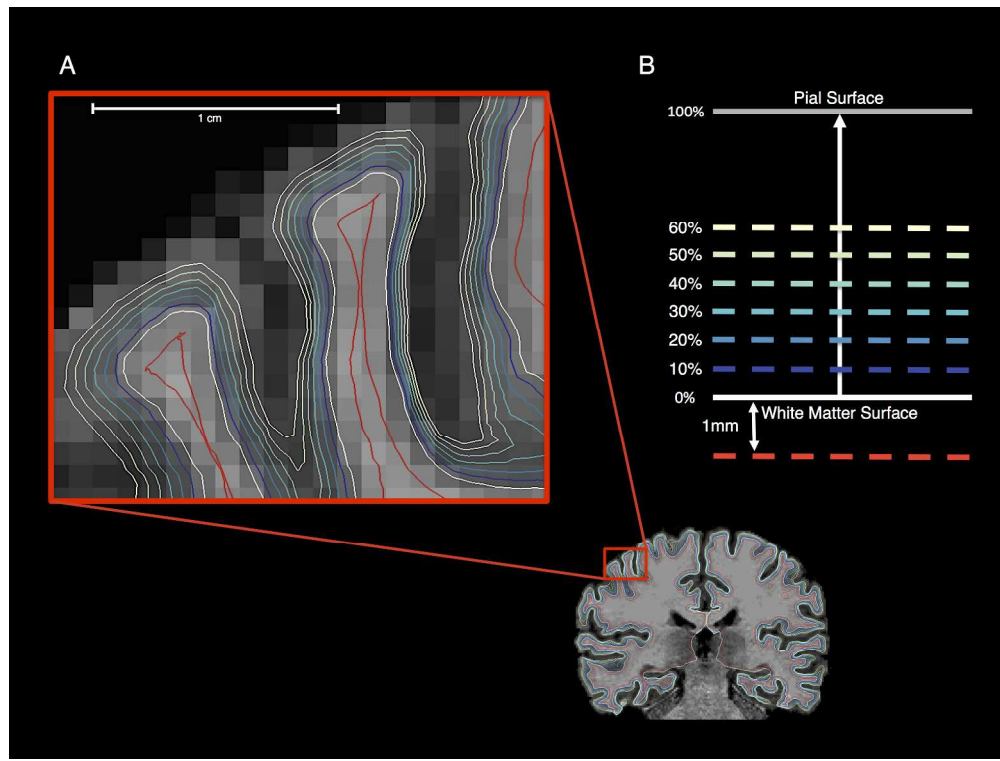 A
1 cm
B
Pial Surface
100%
60%
50%
40%
30%
20%
10%
0%
White Matter Surface
1mm